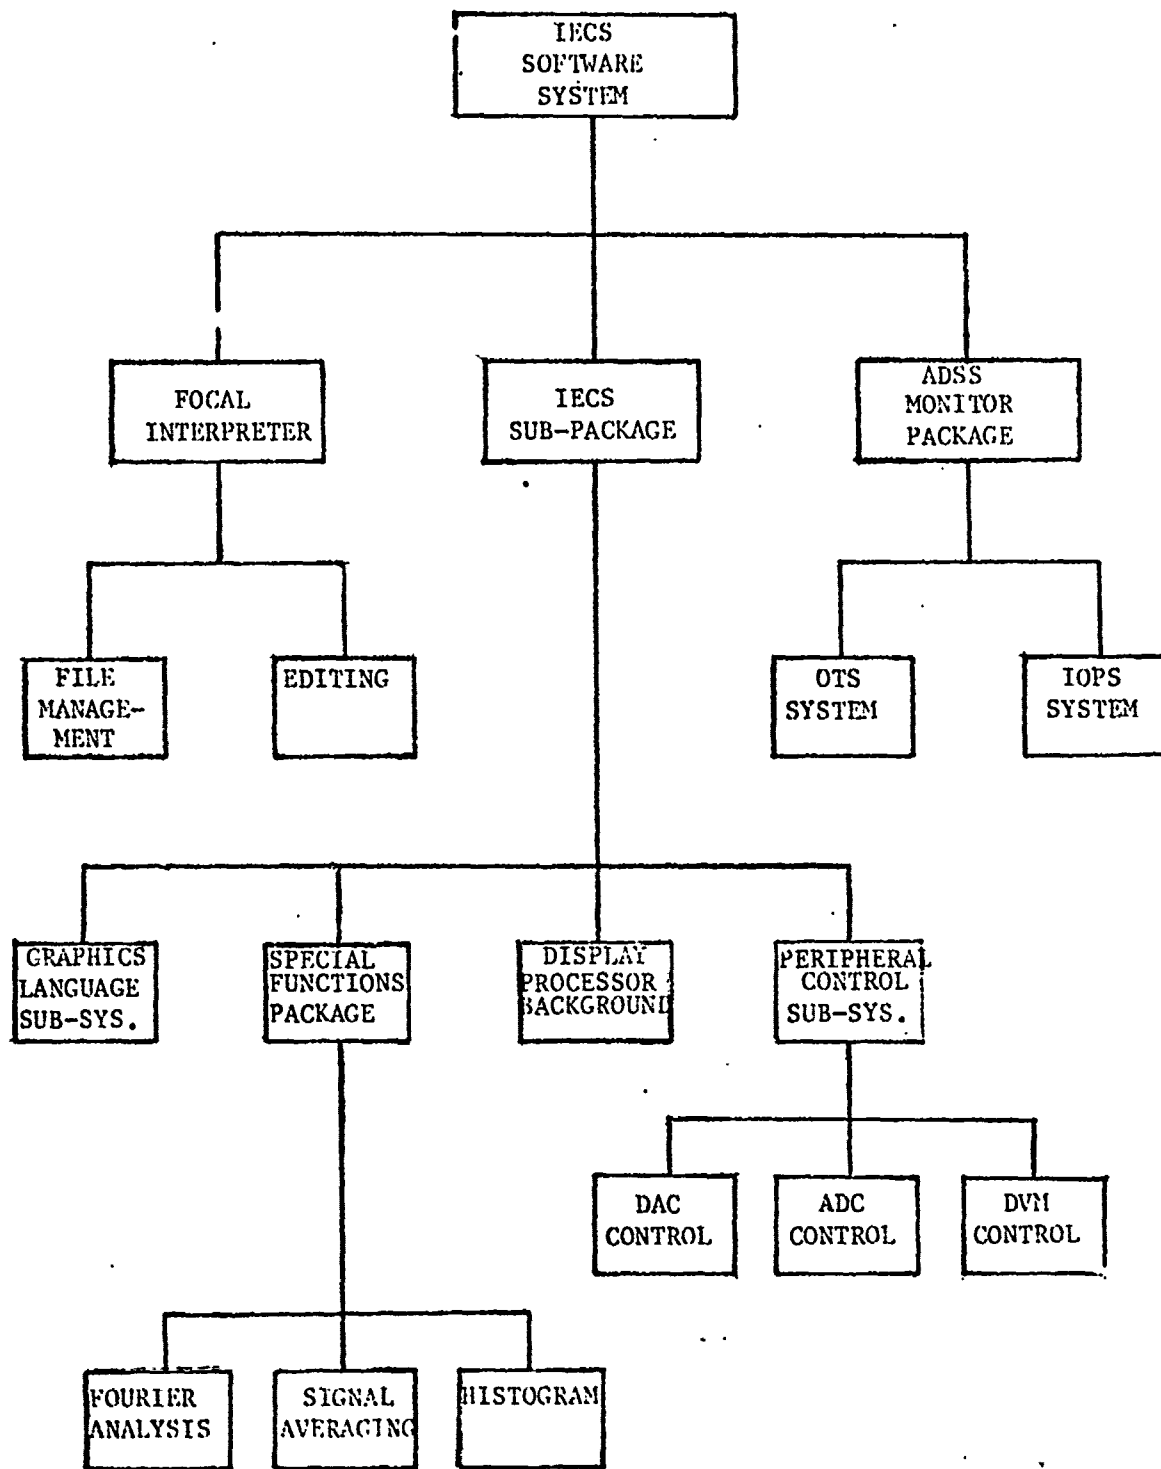 IECS
SOFTWARE
SYSTEM
FOCAL
INTERPRETER
IECS
SUB-PACKAGE
ADSS
MONITOR
PACKAGE
FILE
MANAGE-
MENT
EDITING
OTS
SYSTEM
IOPS
SYSTEM
GRAPHICS
LANGUAGE
SUB-SYS.
SPECIAL
FUNCTIONS
PACKAGE
DISPLAY
PROCESSOR
BACKGROUND
PERIPHERAL
CONTROL
SUB-SYS.
DAC
CONTROL
ADC
CONTROL
DVM
CONTROL
FOURIER
ANALYSIS
SIGNAL
AVERAGING
HISTOGRAM